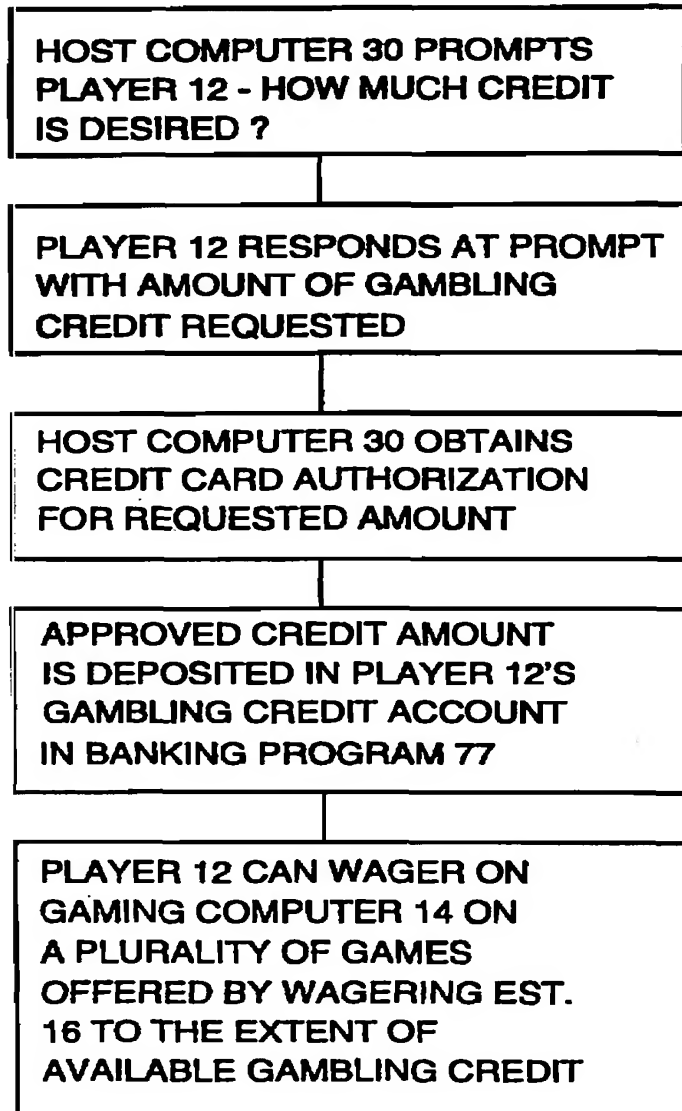 HOST COMPUTER 30 PROMPTS
PLAYER 12 - HOW MUCH CREDIT
IS DESIRED ?
PLAYER 12 RESPONDS AT PROMPT
WITH AMOUNT OF GAMBLING
CREDIT REQUESTED
HOST COMPUTER 30 OBTAINS
CREDIT CARD AUTHORIZATION
FOR REQUESTED AMOUNT
APPROVED CREDIT AMOUNT
IS DEPOSITED IN PLAYER 12'S
GAMBLING CREDIT ACCOUNT
IN BANKING PROGRAM 77
PLAYER 12 CAN WAGER ON
GAMING COMPUTER 14 ON
A PLURALITY OF GAMES
OFFERED BY WAGERING EST.
16 TO THE EXTENT OF
AVAILABLE GAMBLING CREDIT